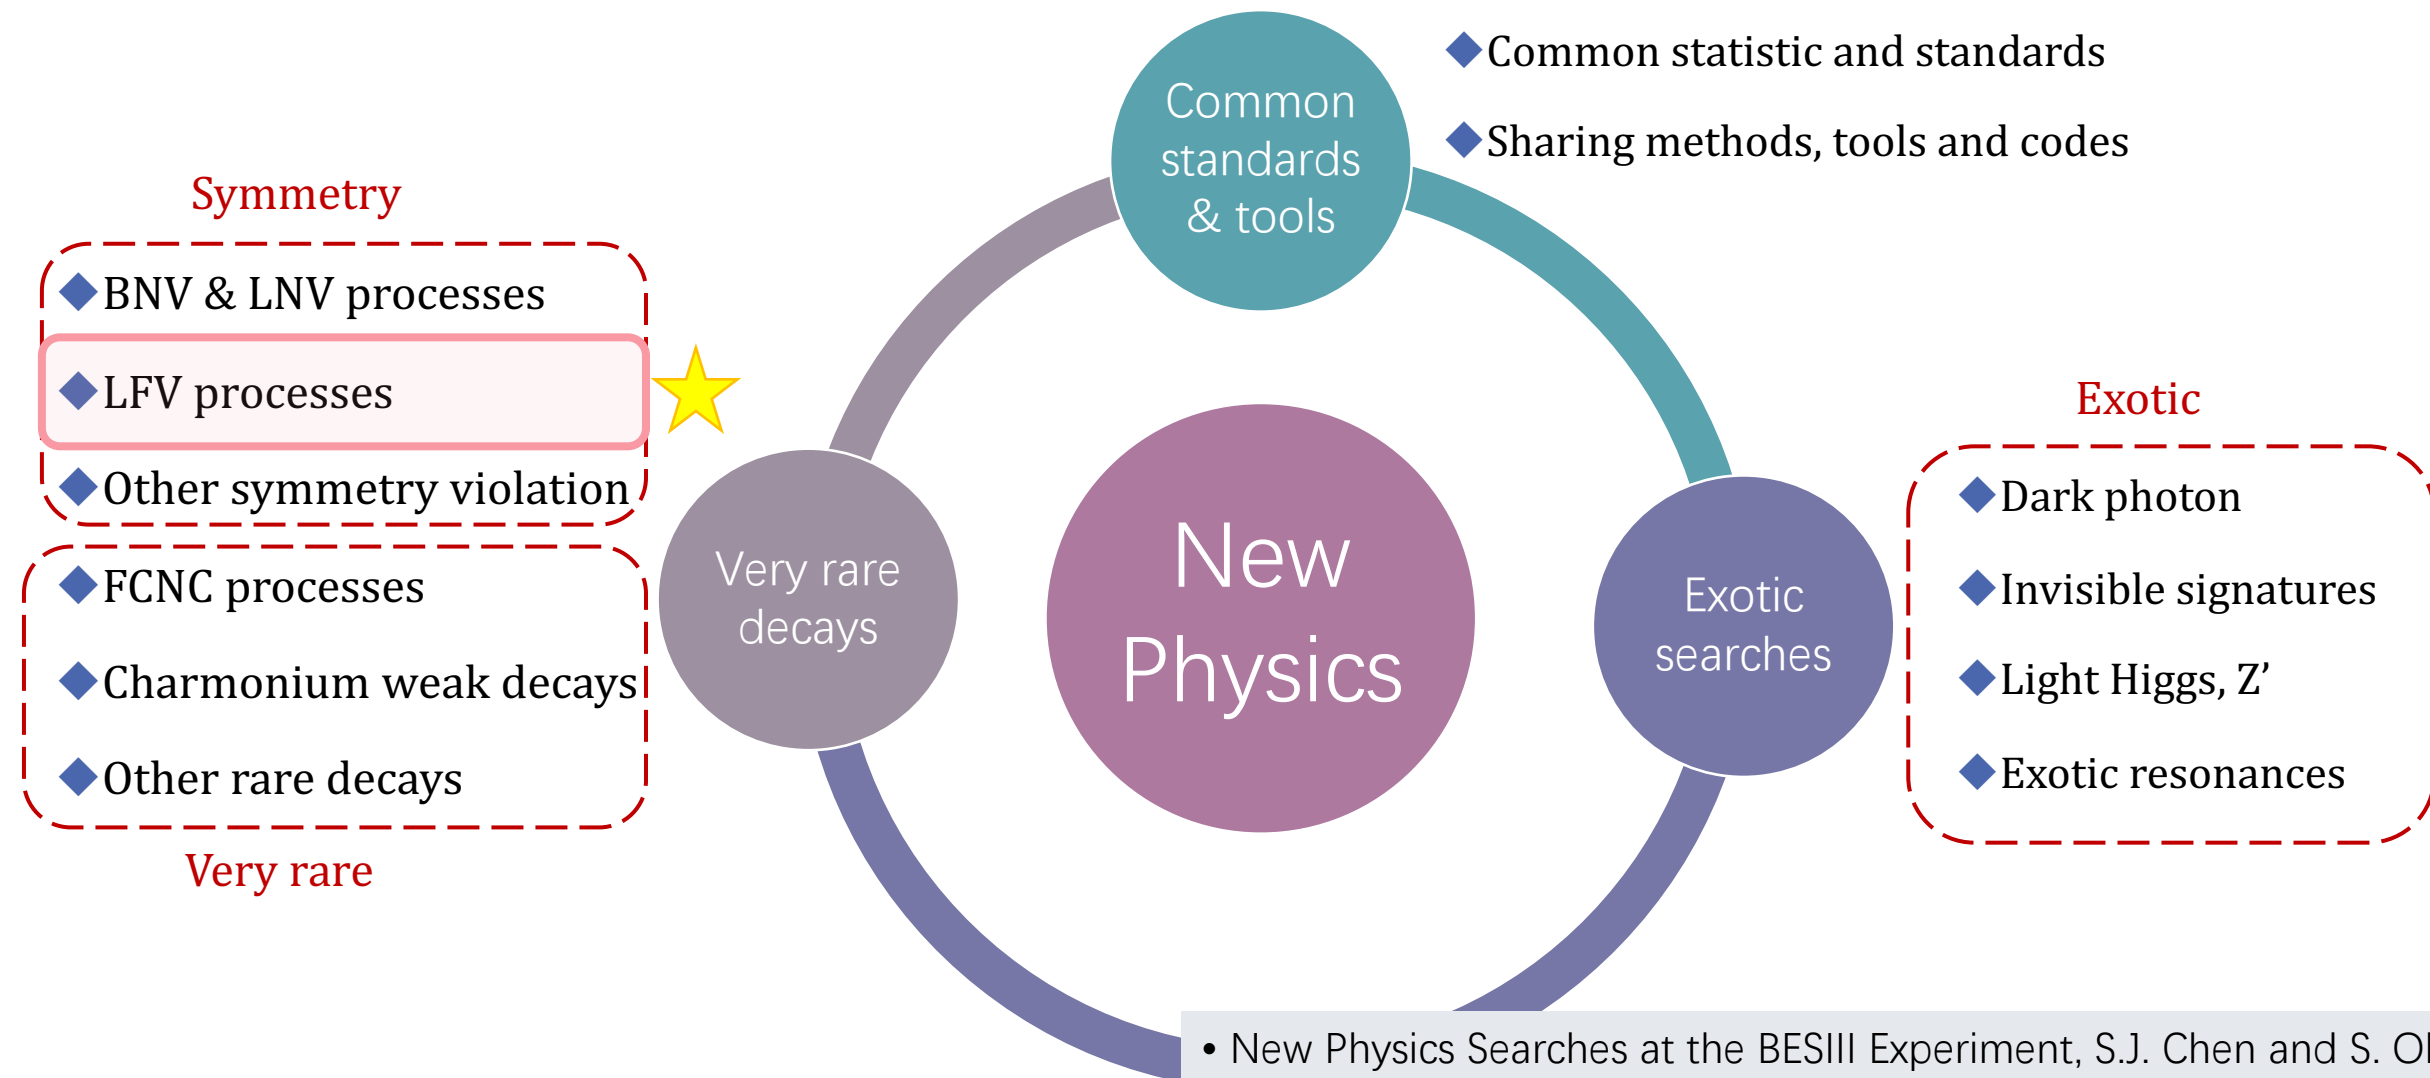 Common standards & tools
Common statistic and standards
Sharing methods, tools and codes
Symmetry
BNV & LNV processes
LFV processes
Other symmetry violation
FCNC processes
Charmonium weak decays
Other rare decays
Very rare
Very rare decays
New Physics
Exotic searches
Exotic
Dark photon
Invisible signatures
Light Higgs, Z’
Exotic resonances
• New Physics Searches at the BESIII Experiment, S.J. Chen and S.